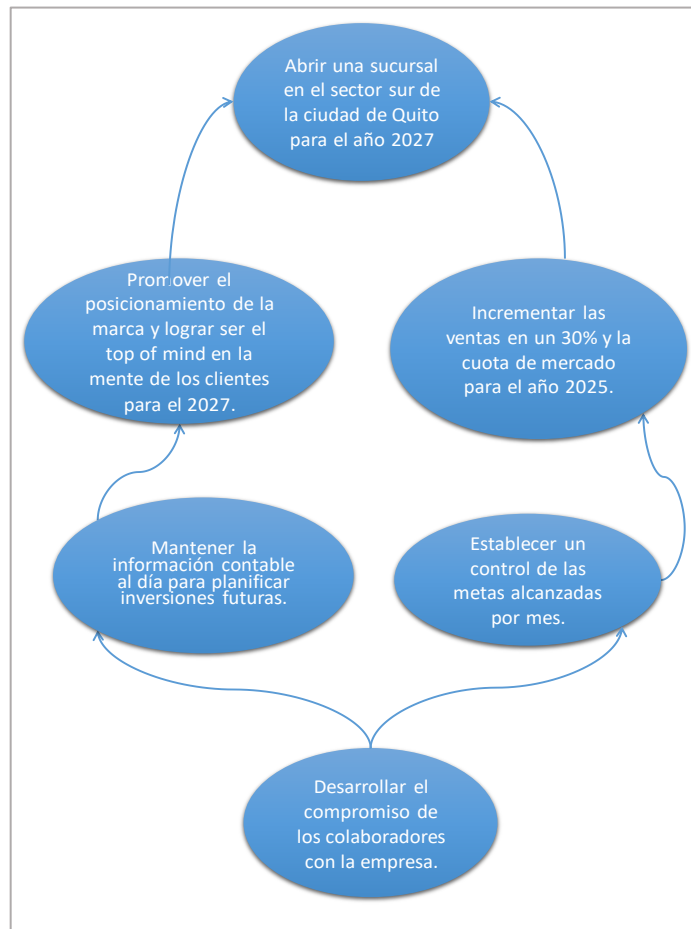 Abrir una sucursal
en el sector sur de
la ciudad de Quito
para el año 2027
Promover el
posicionamiento de la
marca y lograr ser el
top of mind en la
mente de los clientes
para el 2027.
Incrementar las
ventas en un 30% y la
cuota de mercado
para el año 2025.
Mantener la
información contable
al día para planificar
inversiones futuras.
Establecer un
control de las
metas alcanzadas
por mes.
Desarrollar el
compromiso de
los colaboradores
con la empresa.